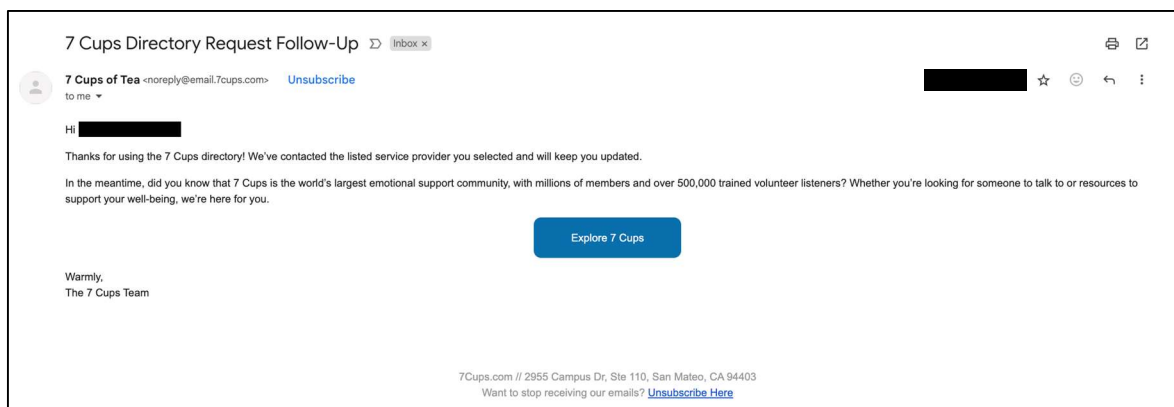 7 Cups Directory Request Follow-Up Inbox ×
7 Cups of Tea <noreply@email.7cups.com> Unsubscribe
to me
Hi
Thanks for using the 7 Cups directory! We've contacted the listed service provider you selected and will keep you updated.
In the meantime, did you know that 7 Cups is the world's largest emotional support community, with millions of members and over 500,000 trained volunteer listeners? Whether you're looking for someone to talk to or resources to
support your well-being, we're here for you.
Explore 7 Cups
Warmly,
The 7 Cups Team
7Cups.com // 2955 Campus Dr, Ste 110, San Mateo, CA 94403
Want to stop receiving our emails? Unsubscribe Here